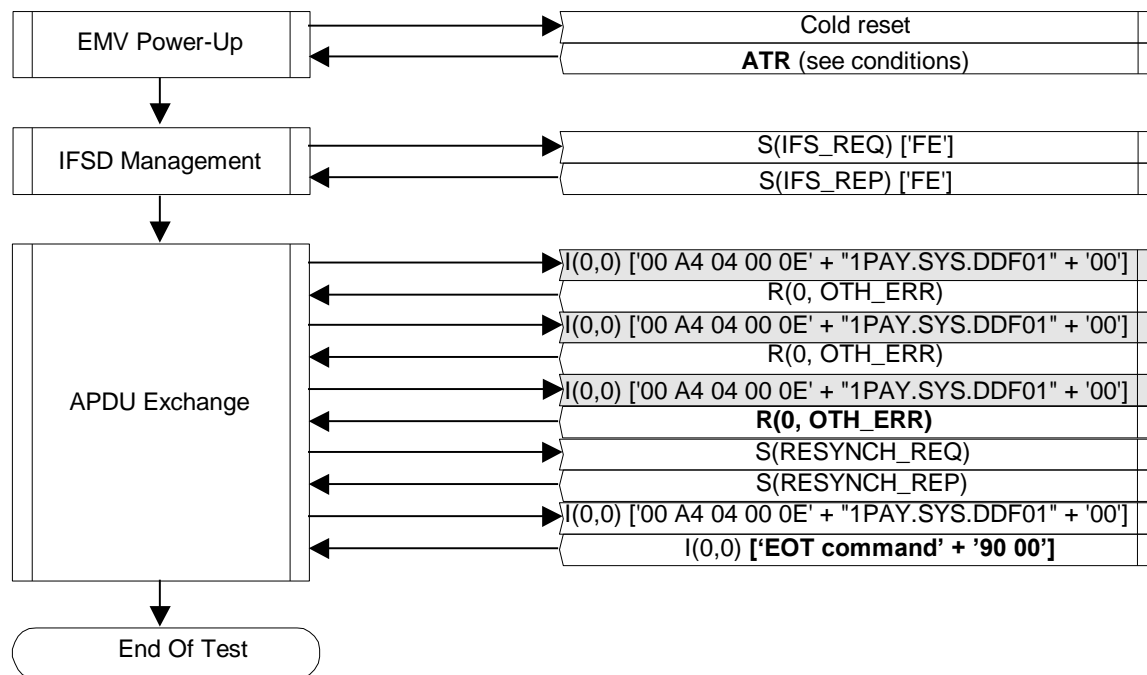 EMV Power-Up
Cold reset
ATR (see conditions)
IFSD Management
S(IFS_REQ) ['FE']
S(IFS_REP) ['FE']
APDU Exchange
I(0,0) ['00 A4 04 00 0E' + "1PAY.SYS.DDF01" + '00']
R(0, OTH_ERR)
I(0,0) ['00 A4 04 00 0E' + "1PAY.SYS.DDF01" + '00']
R(0, OTH_ERR)
I(0,0) ['00 A4 04 00 0E' + "1PAY.SYS.DDF01" + '00']
R(0, OTH_ERR)
S(RESYNCH_REQ)
S(RESYNCH_REP)
I(0,0) ['00 A4 04 00 0E' + "1PAY.SYS.DDF01" + '00']
I(0,0) [‘EOT command’ + ’90 00’]
End Of Test